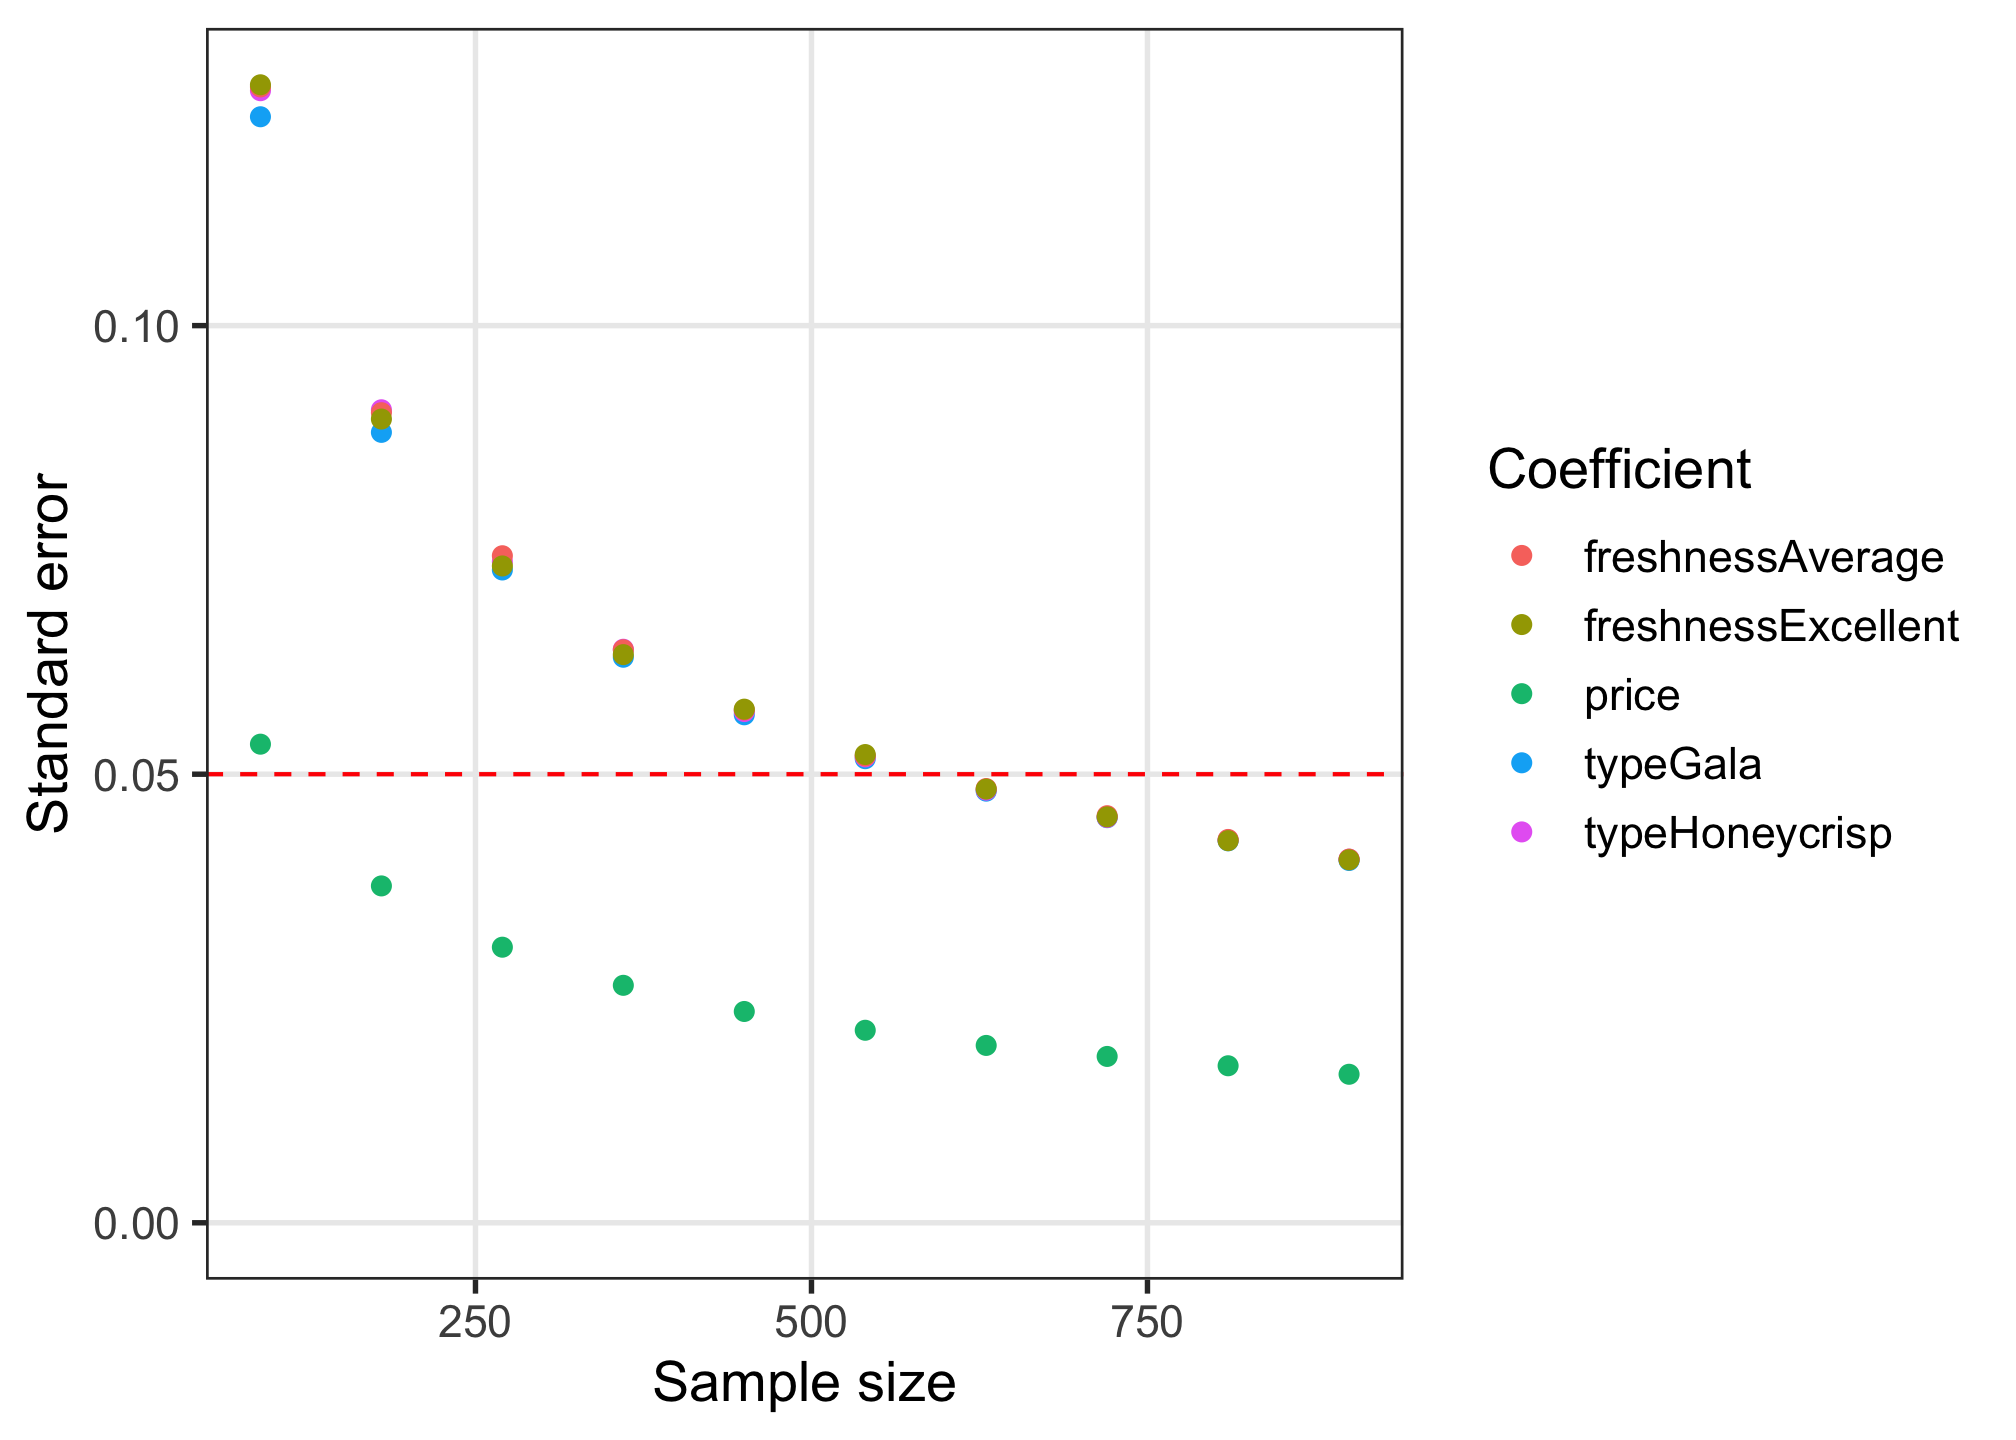 Standard error
0.10
0.05
0.00
250 500 750
Sample size
Coefficient
freshnessAverage
freshnessExcellent
price
typeGala
typeHoneycrisp